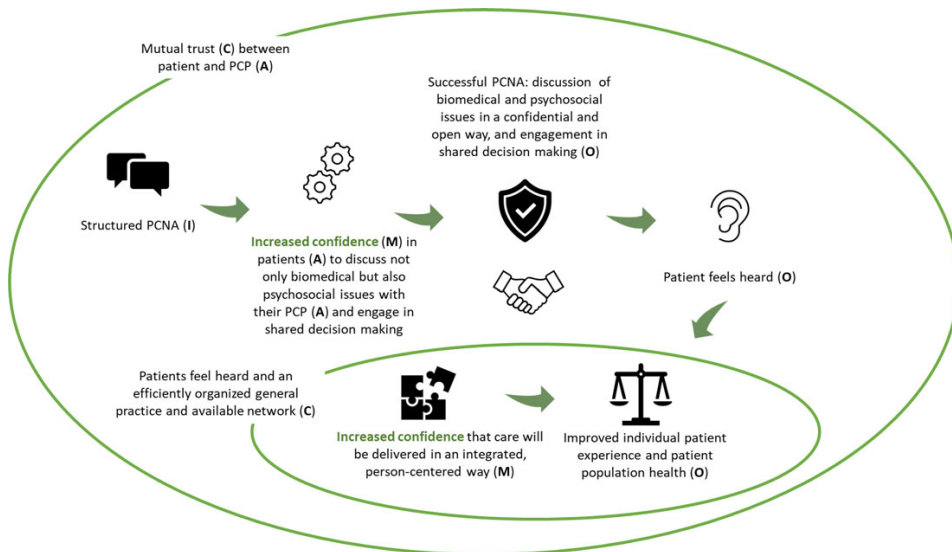 Mutual trust (C) between
patient and PCP (A)
Successful PCNA: discussion of
biomedical and psychosocial
issues in a confidential and
open way, and engagement in
shared decision making (O)
Structured PCNA (I)
Increased confidence (M) in
patients (A) to discuss not
only biomedical but also
psychosocial issues with
their PCP (A) and engage in
shared decision making
Patient feels heard (O)
Patients feel heard and an
efficiently organized general
practice and available network (C)
Increased confidence that care will
be delivered in an integrated,
person-centered way (M)
Improved individual patient
experience and patient
population health (O)